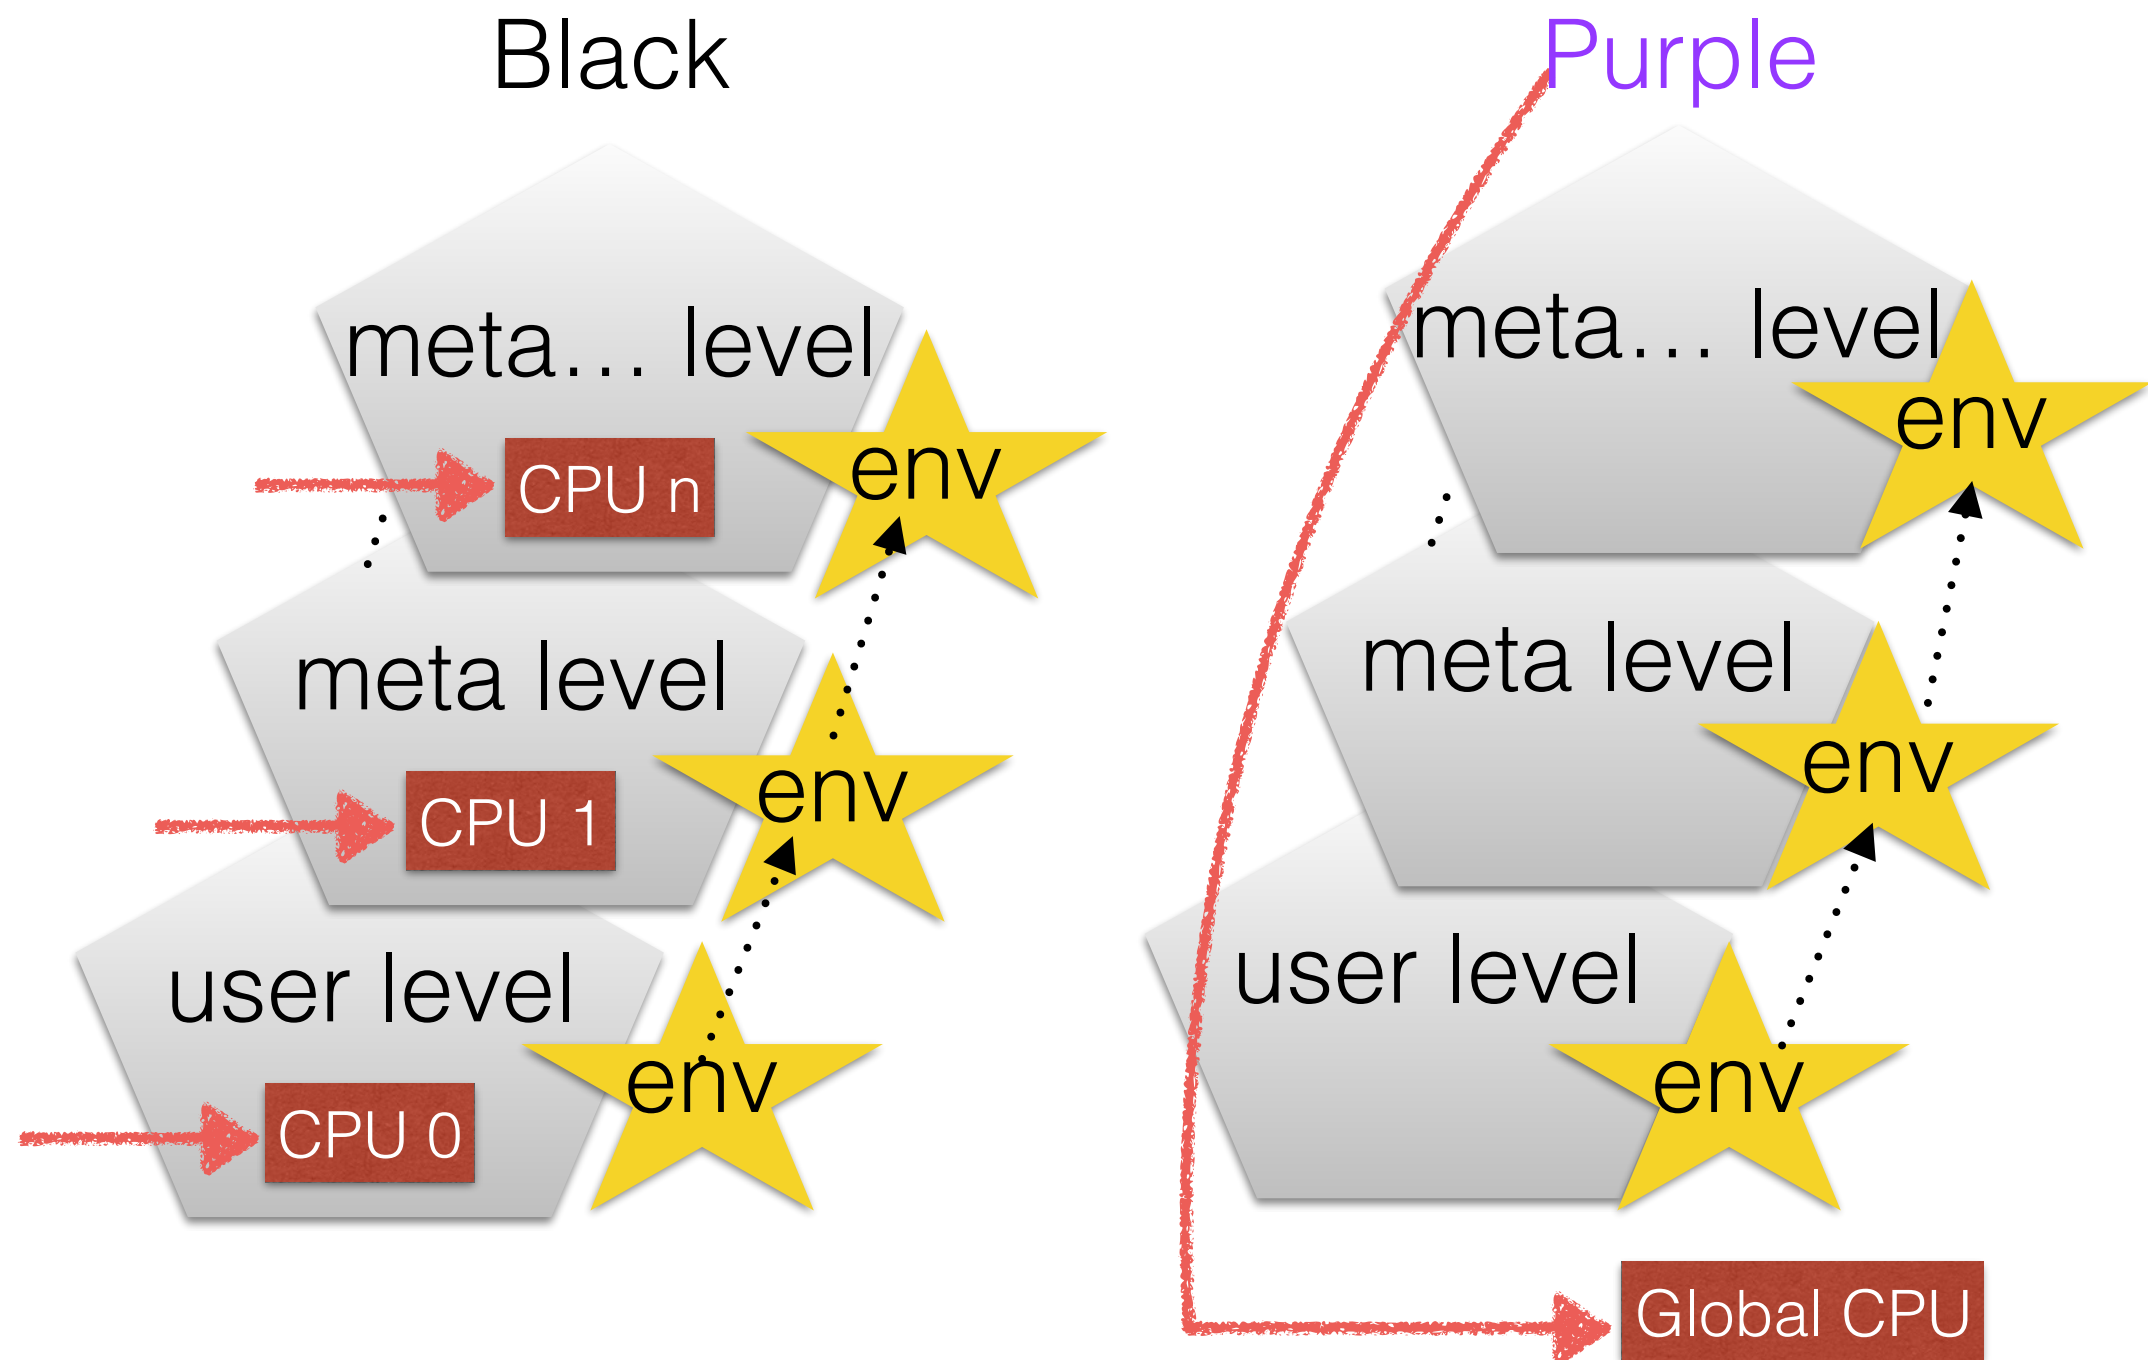 Black
meta… level
env
CPU n
meta level
env
CPU 1
user level
env
CPU 0
Purple
meta… level
env
meta level
env
user level
env
Global CPU